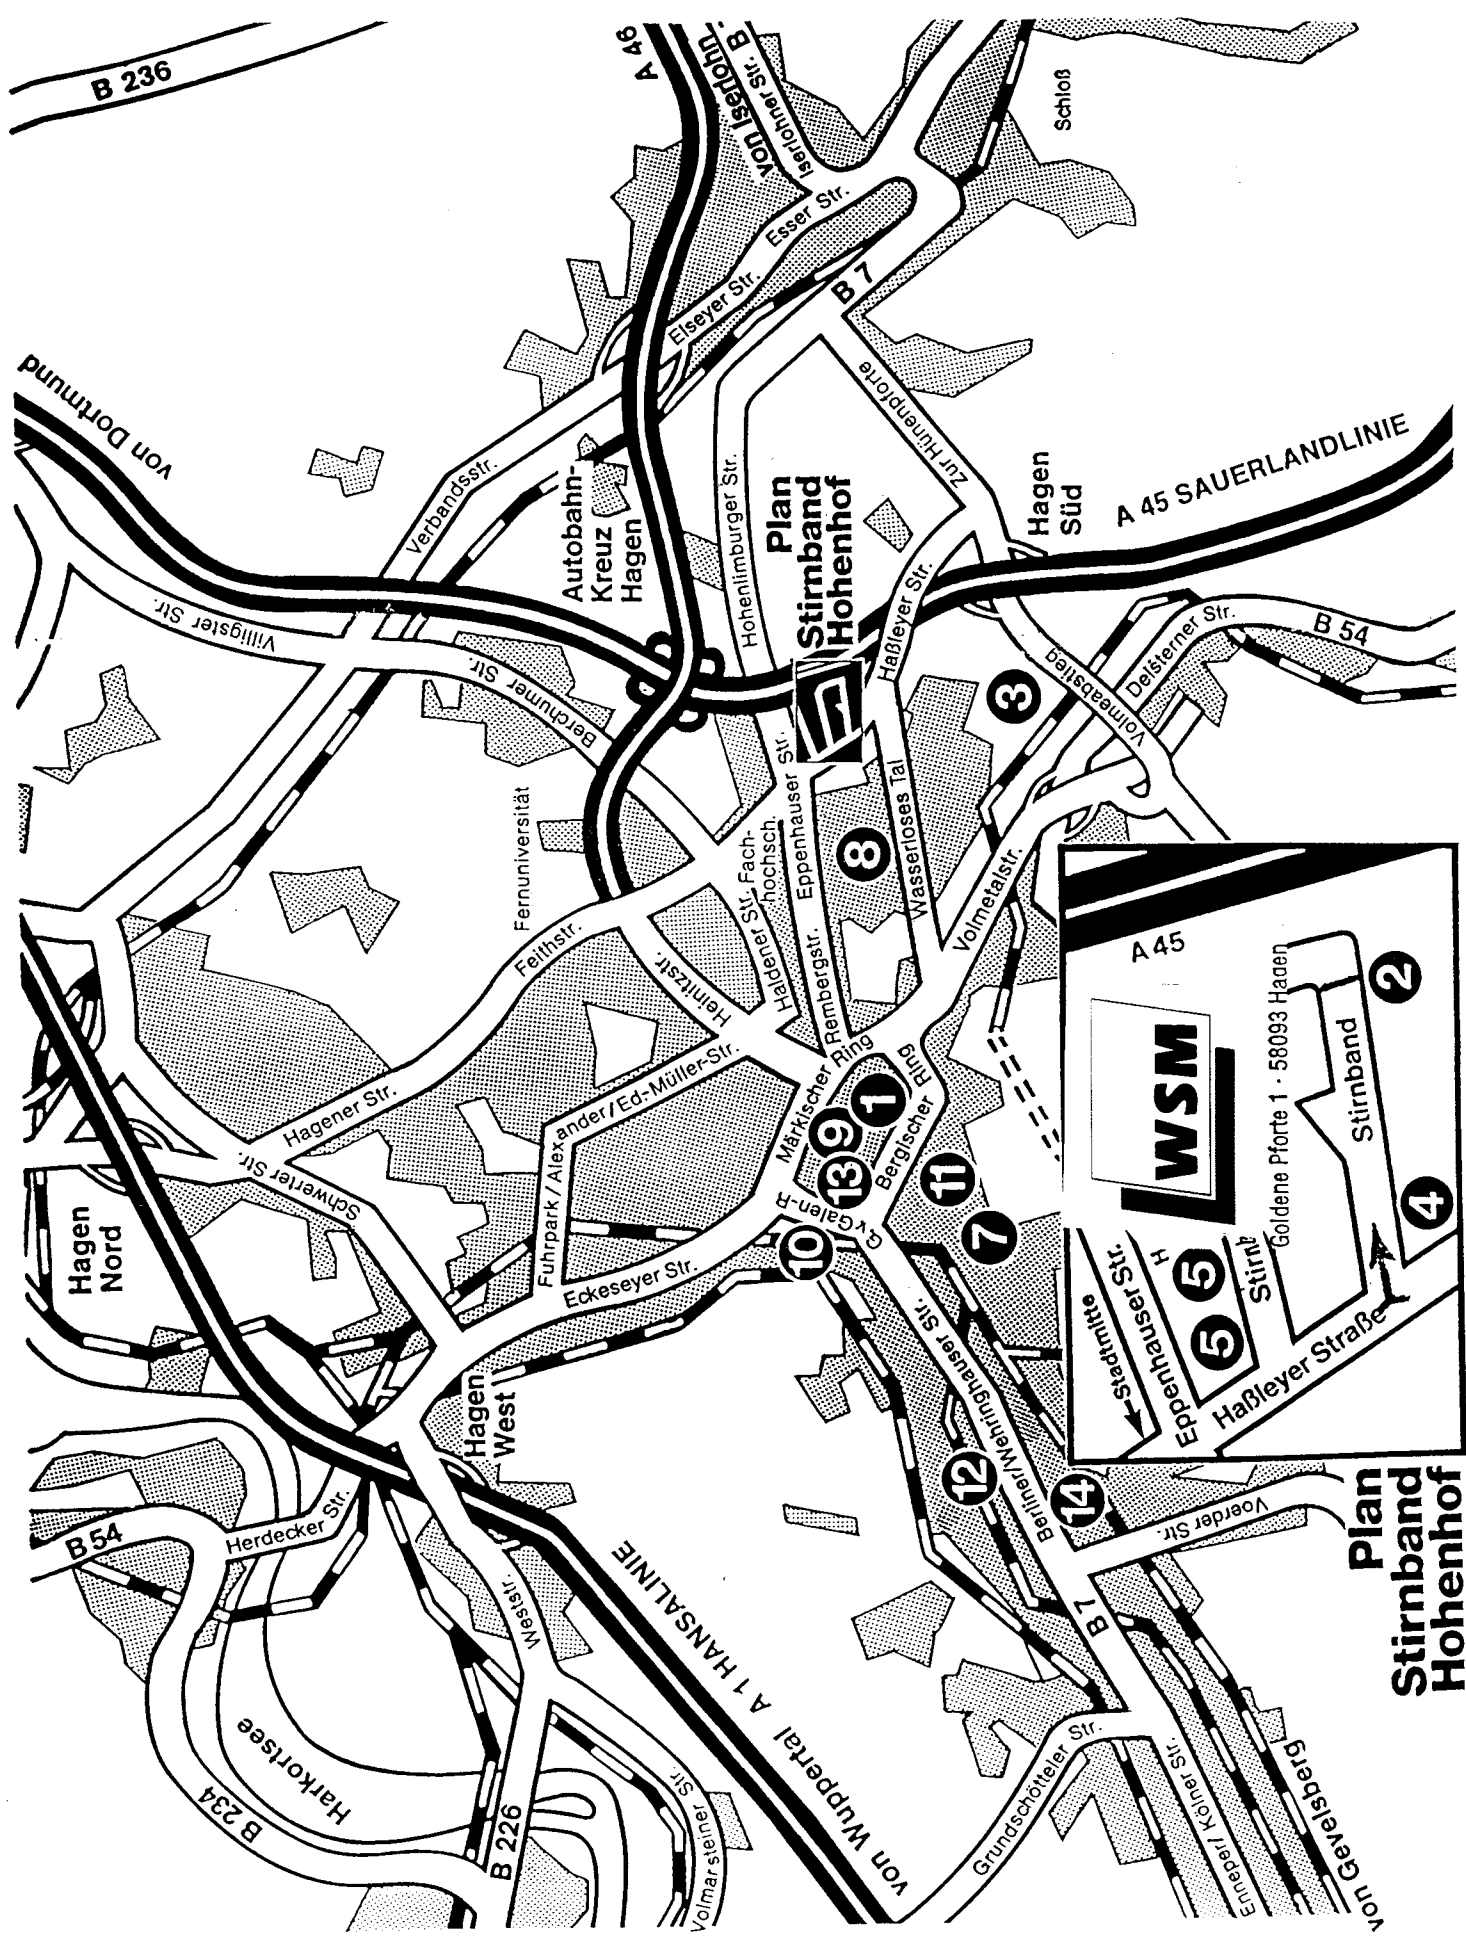 B 236
A 46
von Iserlohn
Iserlohner Str.
B
Schloß
Esser Str.
Elseyer Str.
B 7
von Dortmund
Verbandsstr.
Autobahn-
Kreuz
Hagen
Hohenlimburger Str.
Plan
Stirnband
Hohenhof
Zur Hünenpforte
Hagen
Süd
A 45 SAUERLANDLINIE
Villigster Str.
Berchumer Str.
Haßleyer Str.
3
Volmeabstieg
Delsterner Str.
B 54
Fernuniversität
Fach-
hochsch.
Eppenhauser Str.
8
Wasserloses Tal
Volmetalstr.
Feithstr.
Heinitzstr.
Haldener Str.
Rembergstr.
Hagener Str.
Fuhrpark / Alexander/Ed-Müller-Str.
Märkischer Ring
Bergischer Ring
1
9
13
11
7
10
G.v.Galen-R
Schwerter Str.
Hagen
Nord
Eckeseyer Str.
Hagen
West
Berliner/Wehringhauser Str.
12
14
Voerder Str.
B 54
Herdecker Str.
Weststr.
Harkortsee
B 234
B 226
Volmarsteiner Str.
von Wuppertal A 1 HANSALINIE
B 7
Grundschötteler Str.
Enneper/ Kölner Str.
von Gevelsberg
A 45
WSM
Goldene Pforte 1 · 58093 Haden
2
Stirnband
4
Stadmitte
Eppenhauser Str.
H
5
5
Stirnb
Haßleyer Straße
Plan
Stirnband
Hohenhof